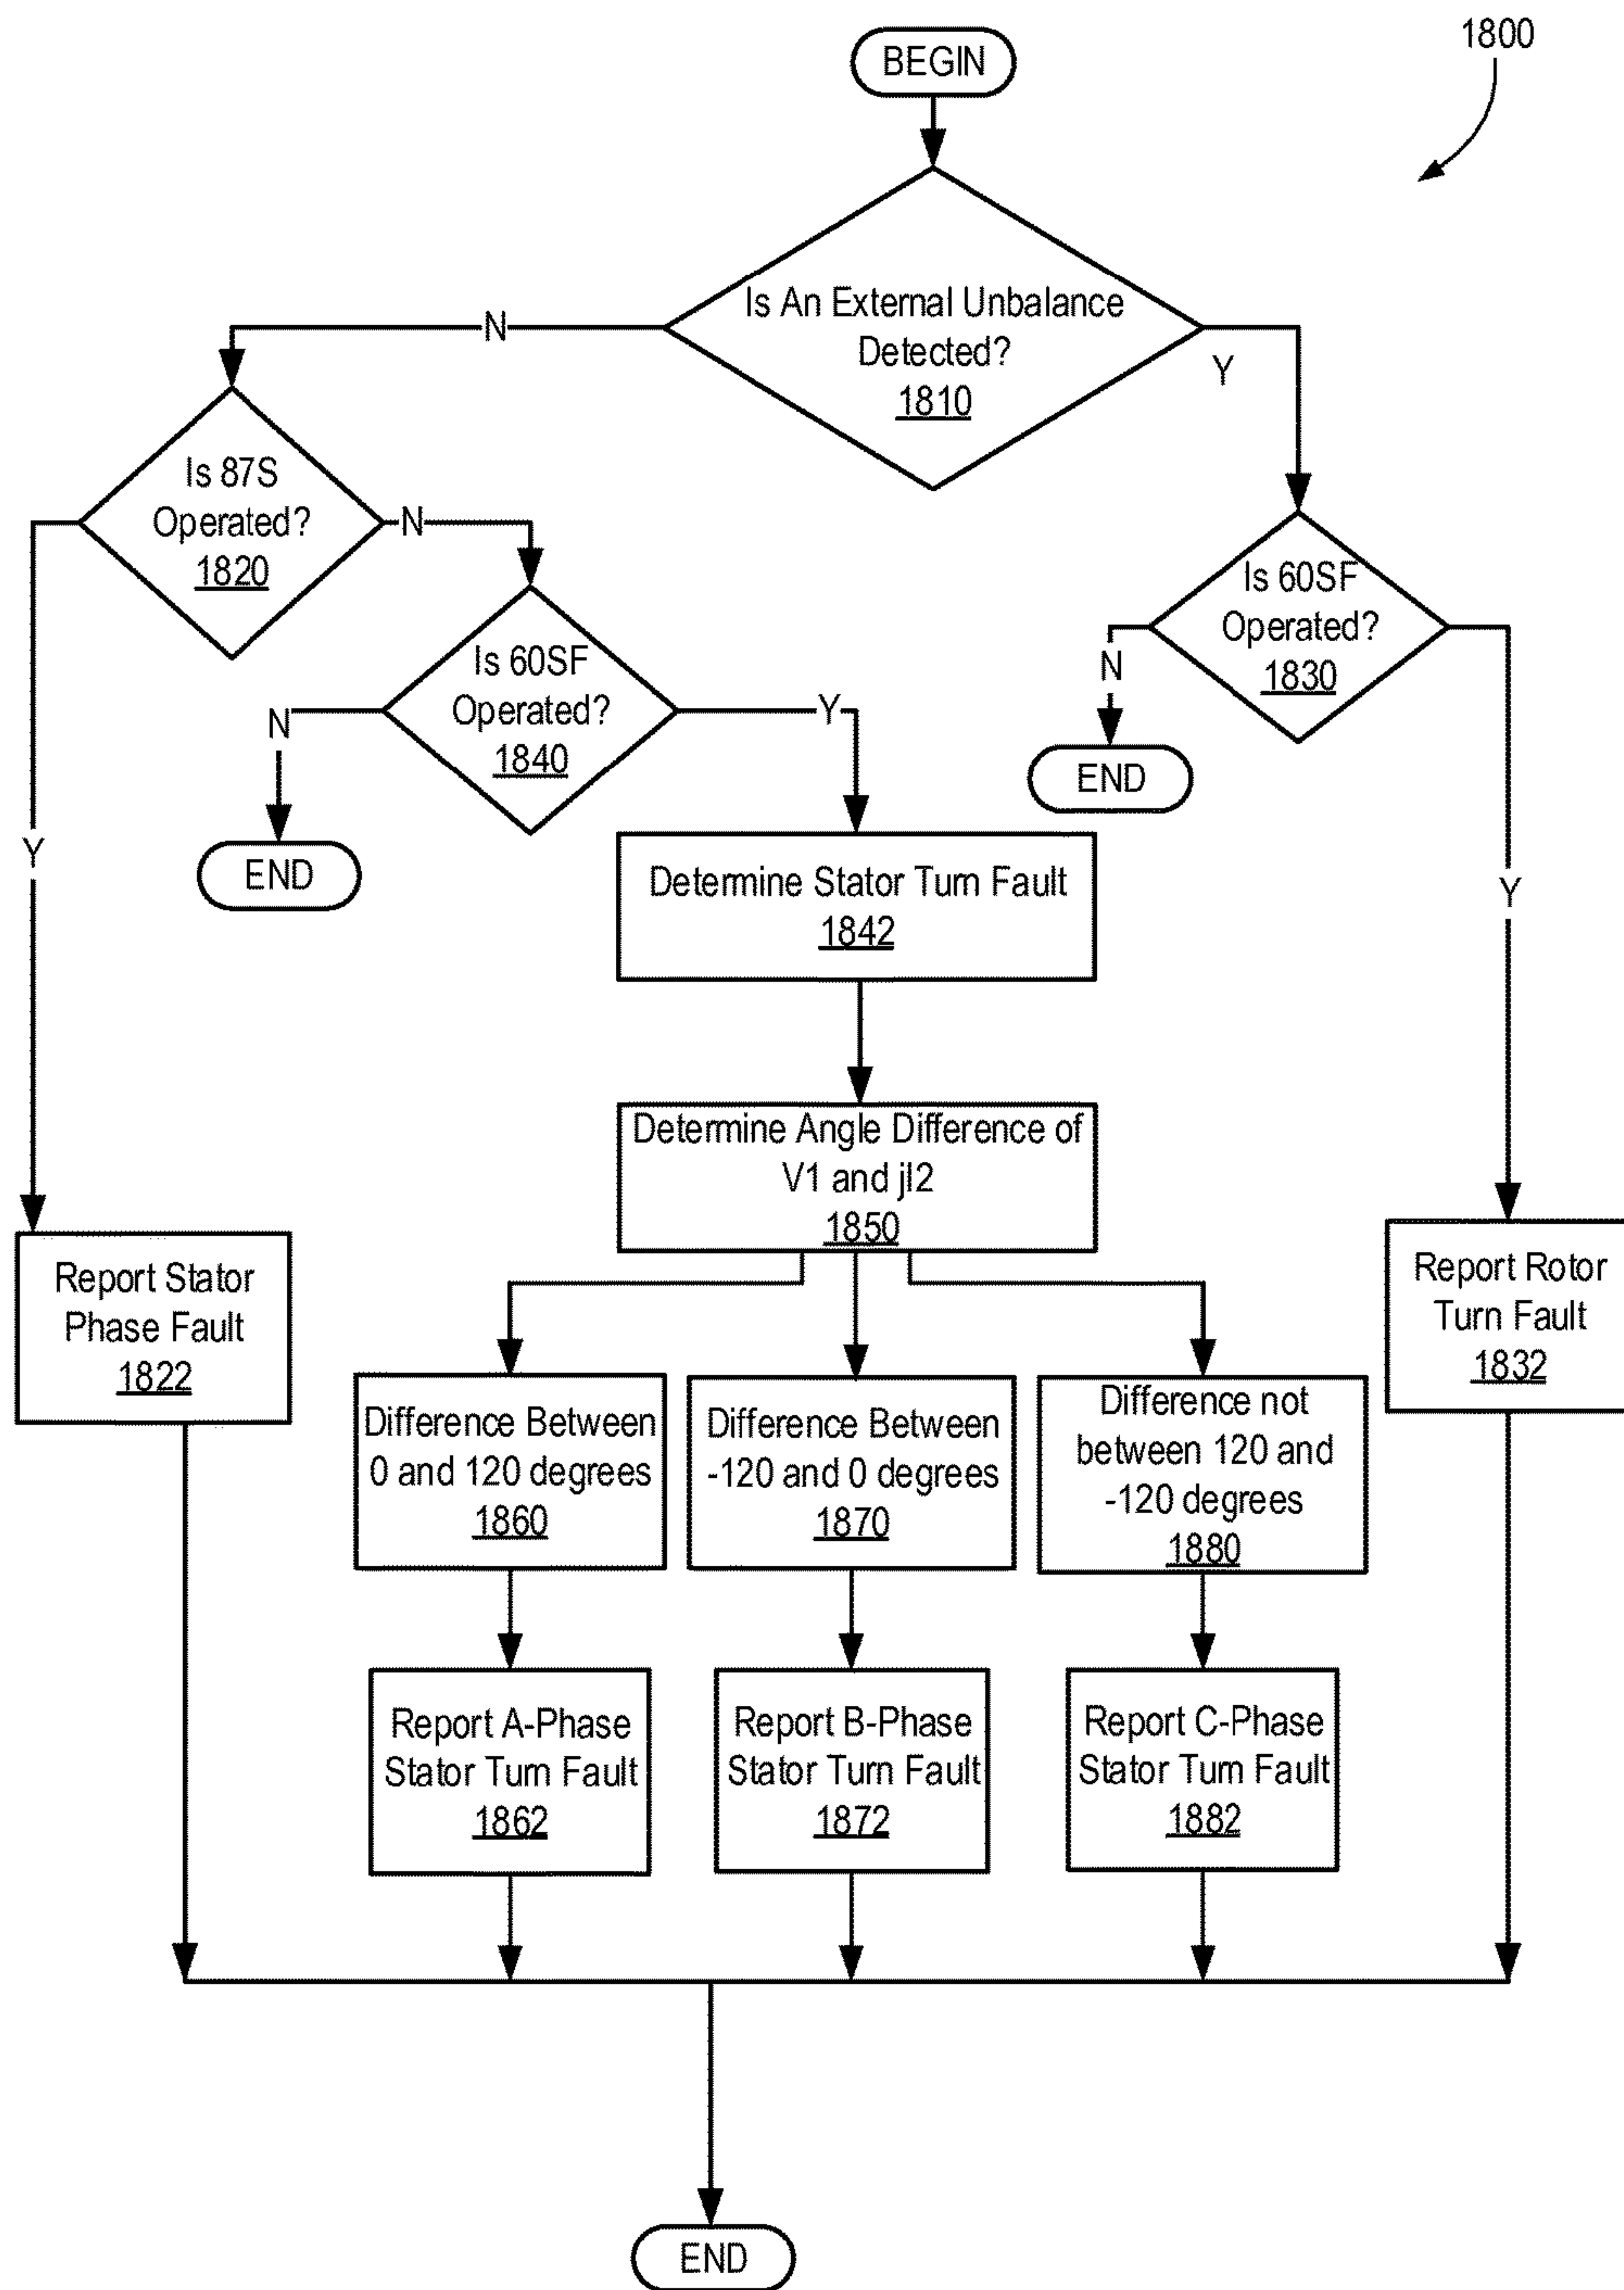 1800
BEGIN
Is An External Unbalance
Detected?
1810
N
Y
Is 87S
Operated?
1820
N
Y
Is 60SF
Operated?
1830
N
Y
END
Is 60SF
Operated?
1840
N
Y
END
Determine Stator Turn Fault
1842
Determine Angle Difference of
V1 and jI2
1850
Report Stator
Phase Fault
1822
Report Rotor
Turn Fault
1832
Difference Between
0 and 120 degrees
1860
Difference Between
-120 and 0 degrees
1870
Difference not
between 120 and
-120 degrees
1880
Report A-Phase
Stator Turn Fault
1862
Report B-Phase
Stator Turn Fault
1872
Report C-Phase
Stator Turn Fault
1882
END